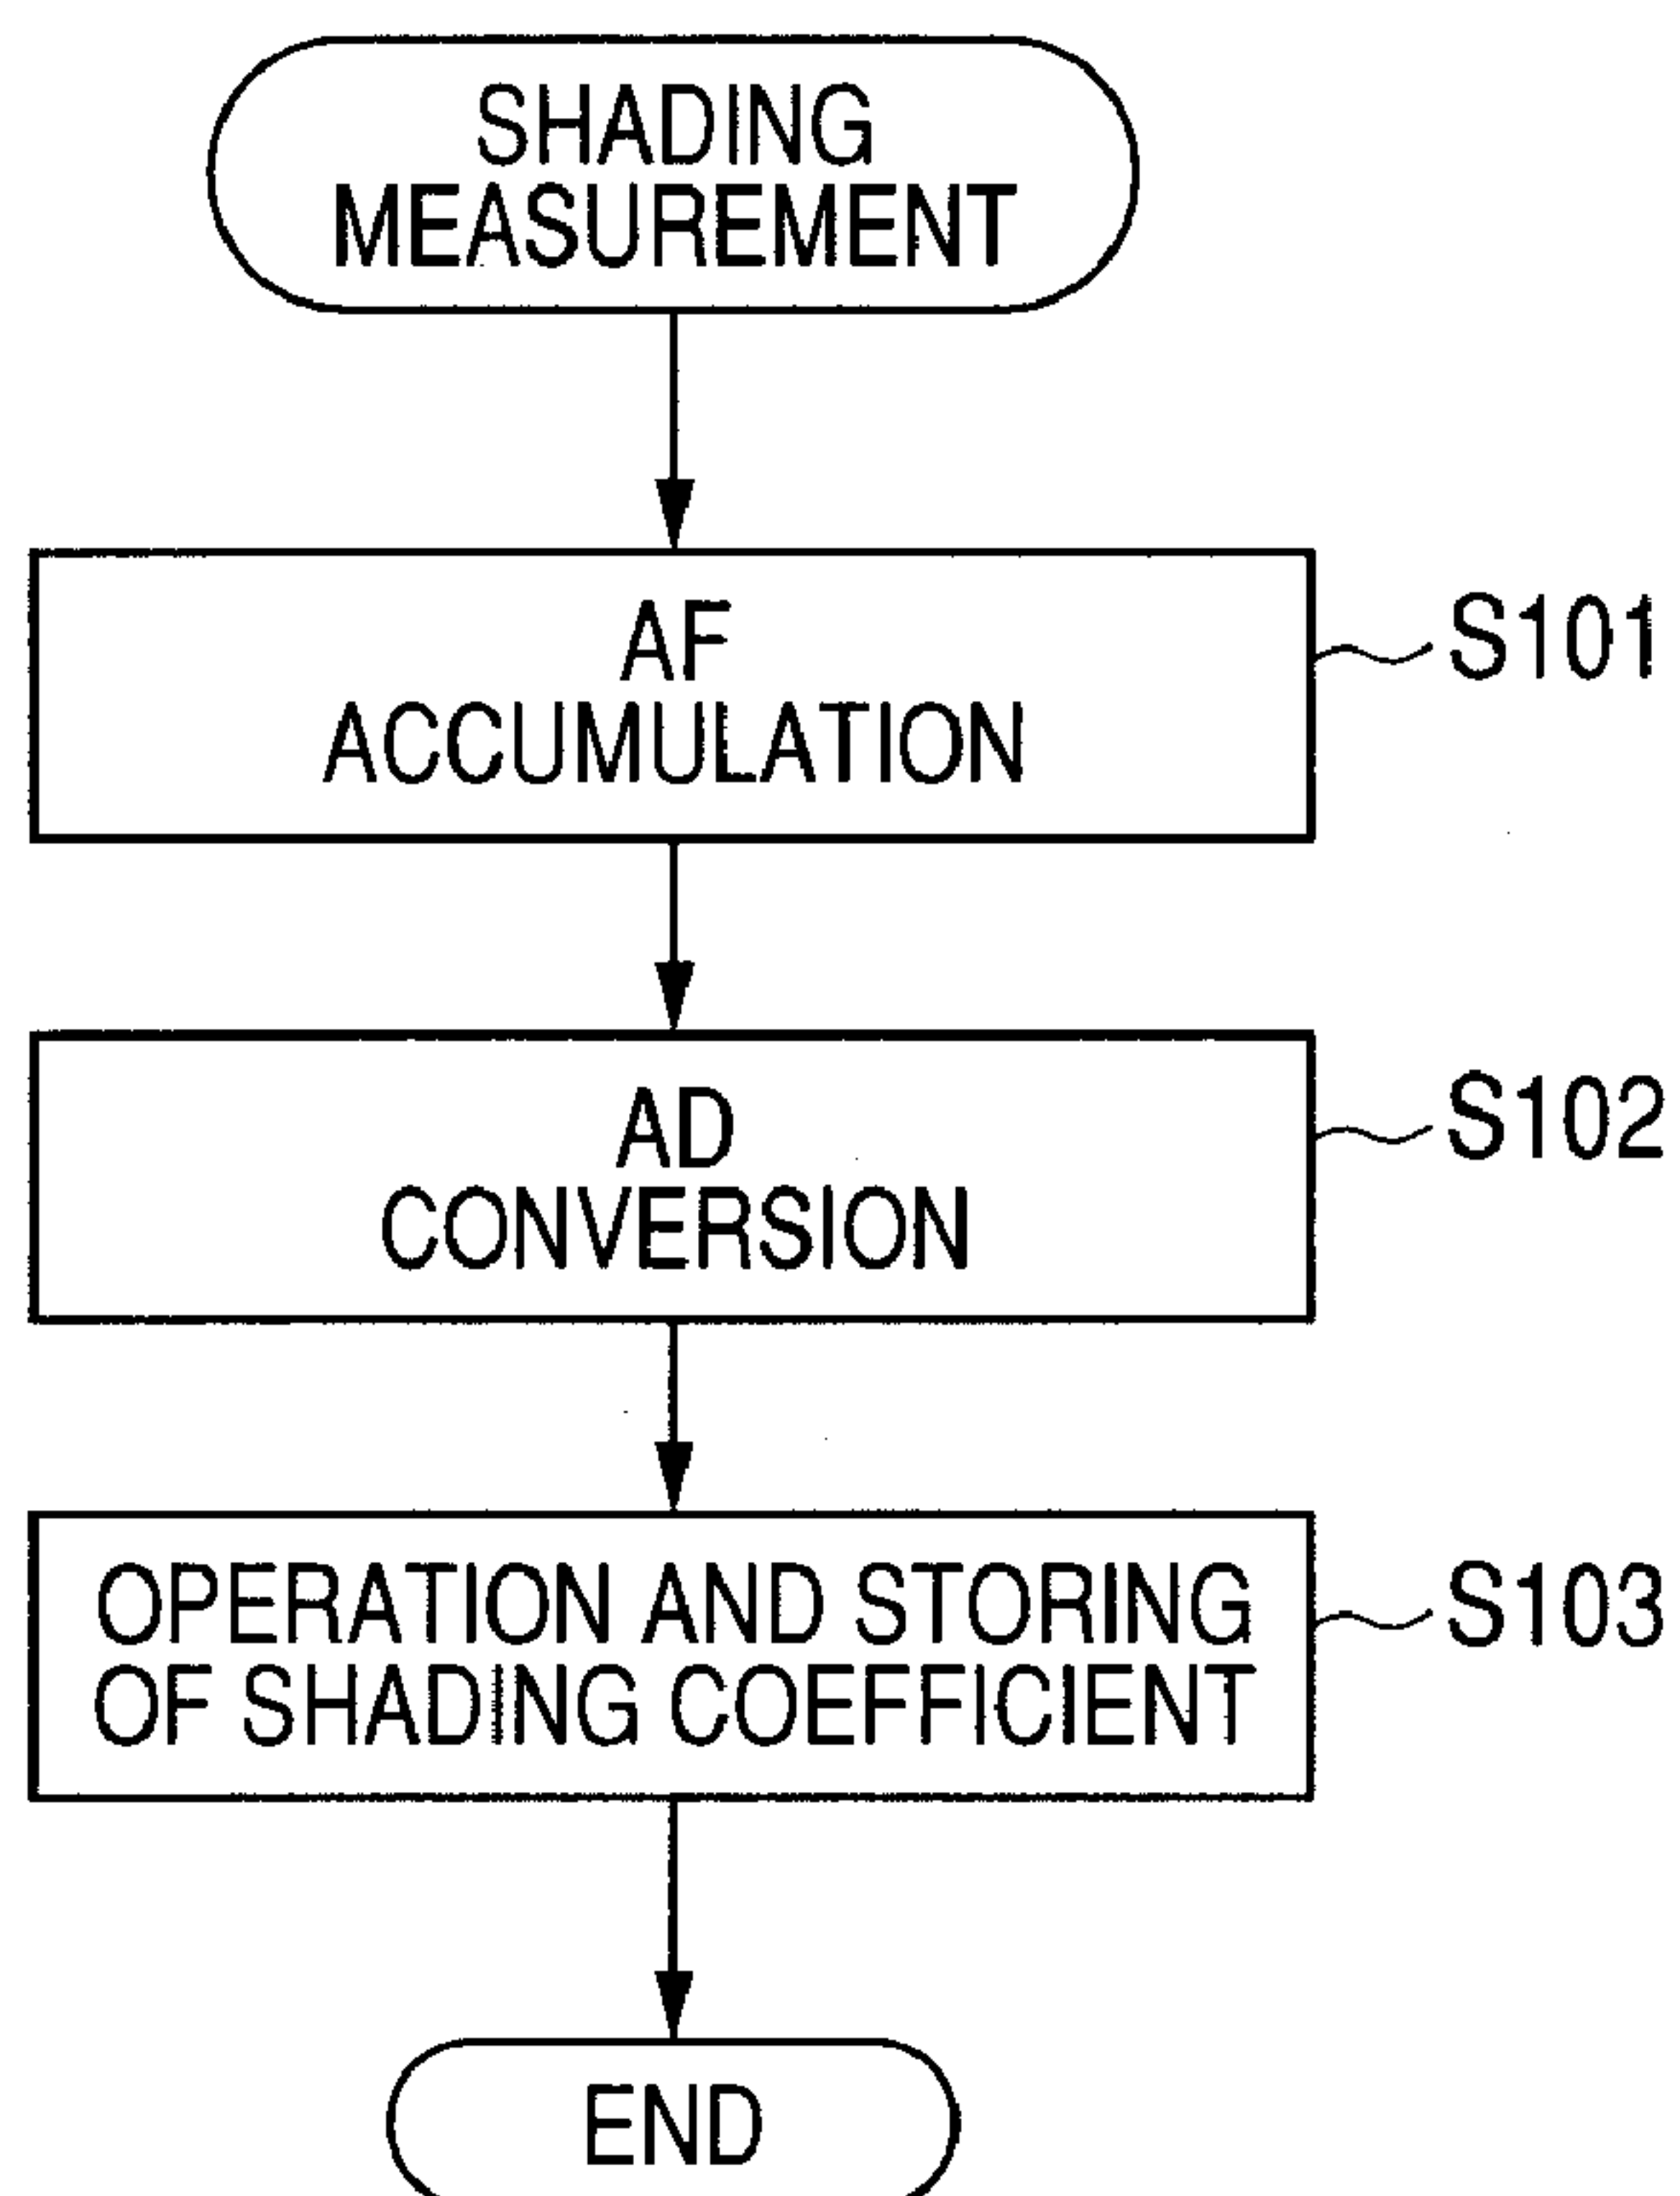 SHADING
MEASUREMENT
AF
ACCUMULATION
S101
AD
CONVERSION
S102
OPERATION AND STORING
OF SHADING COEFFICIENT
S103
END